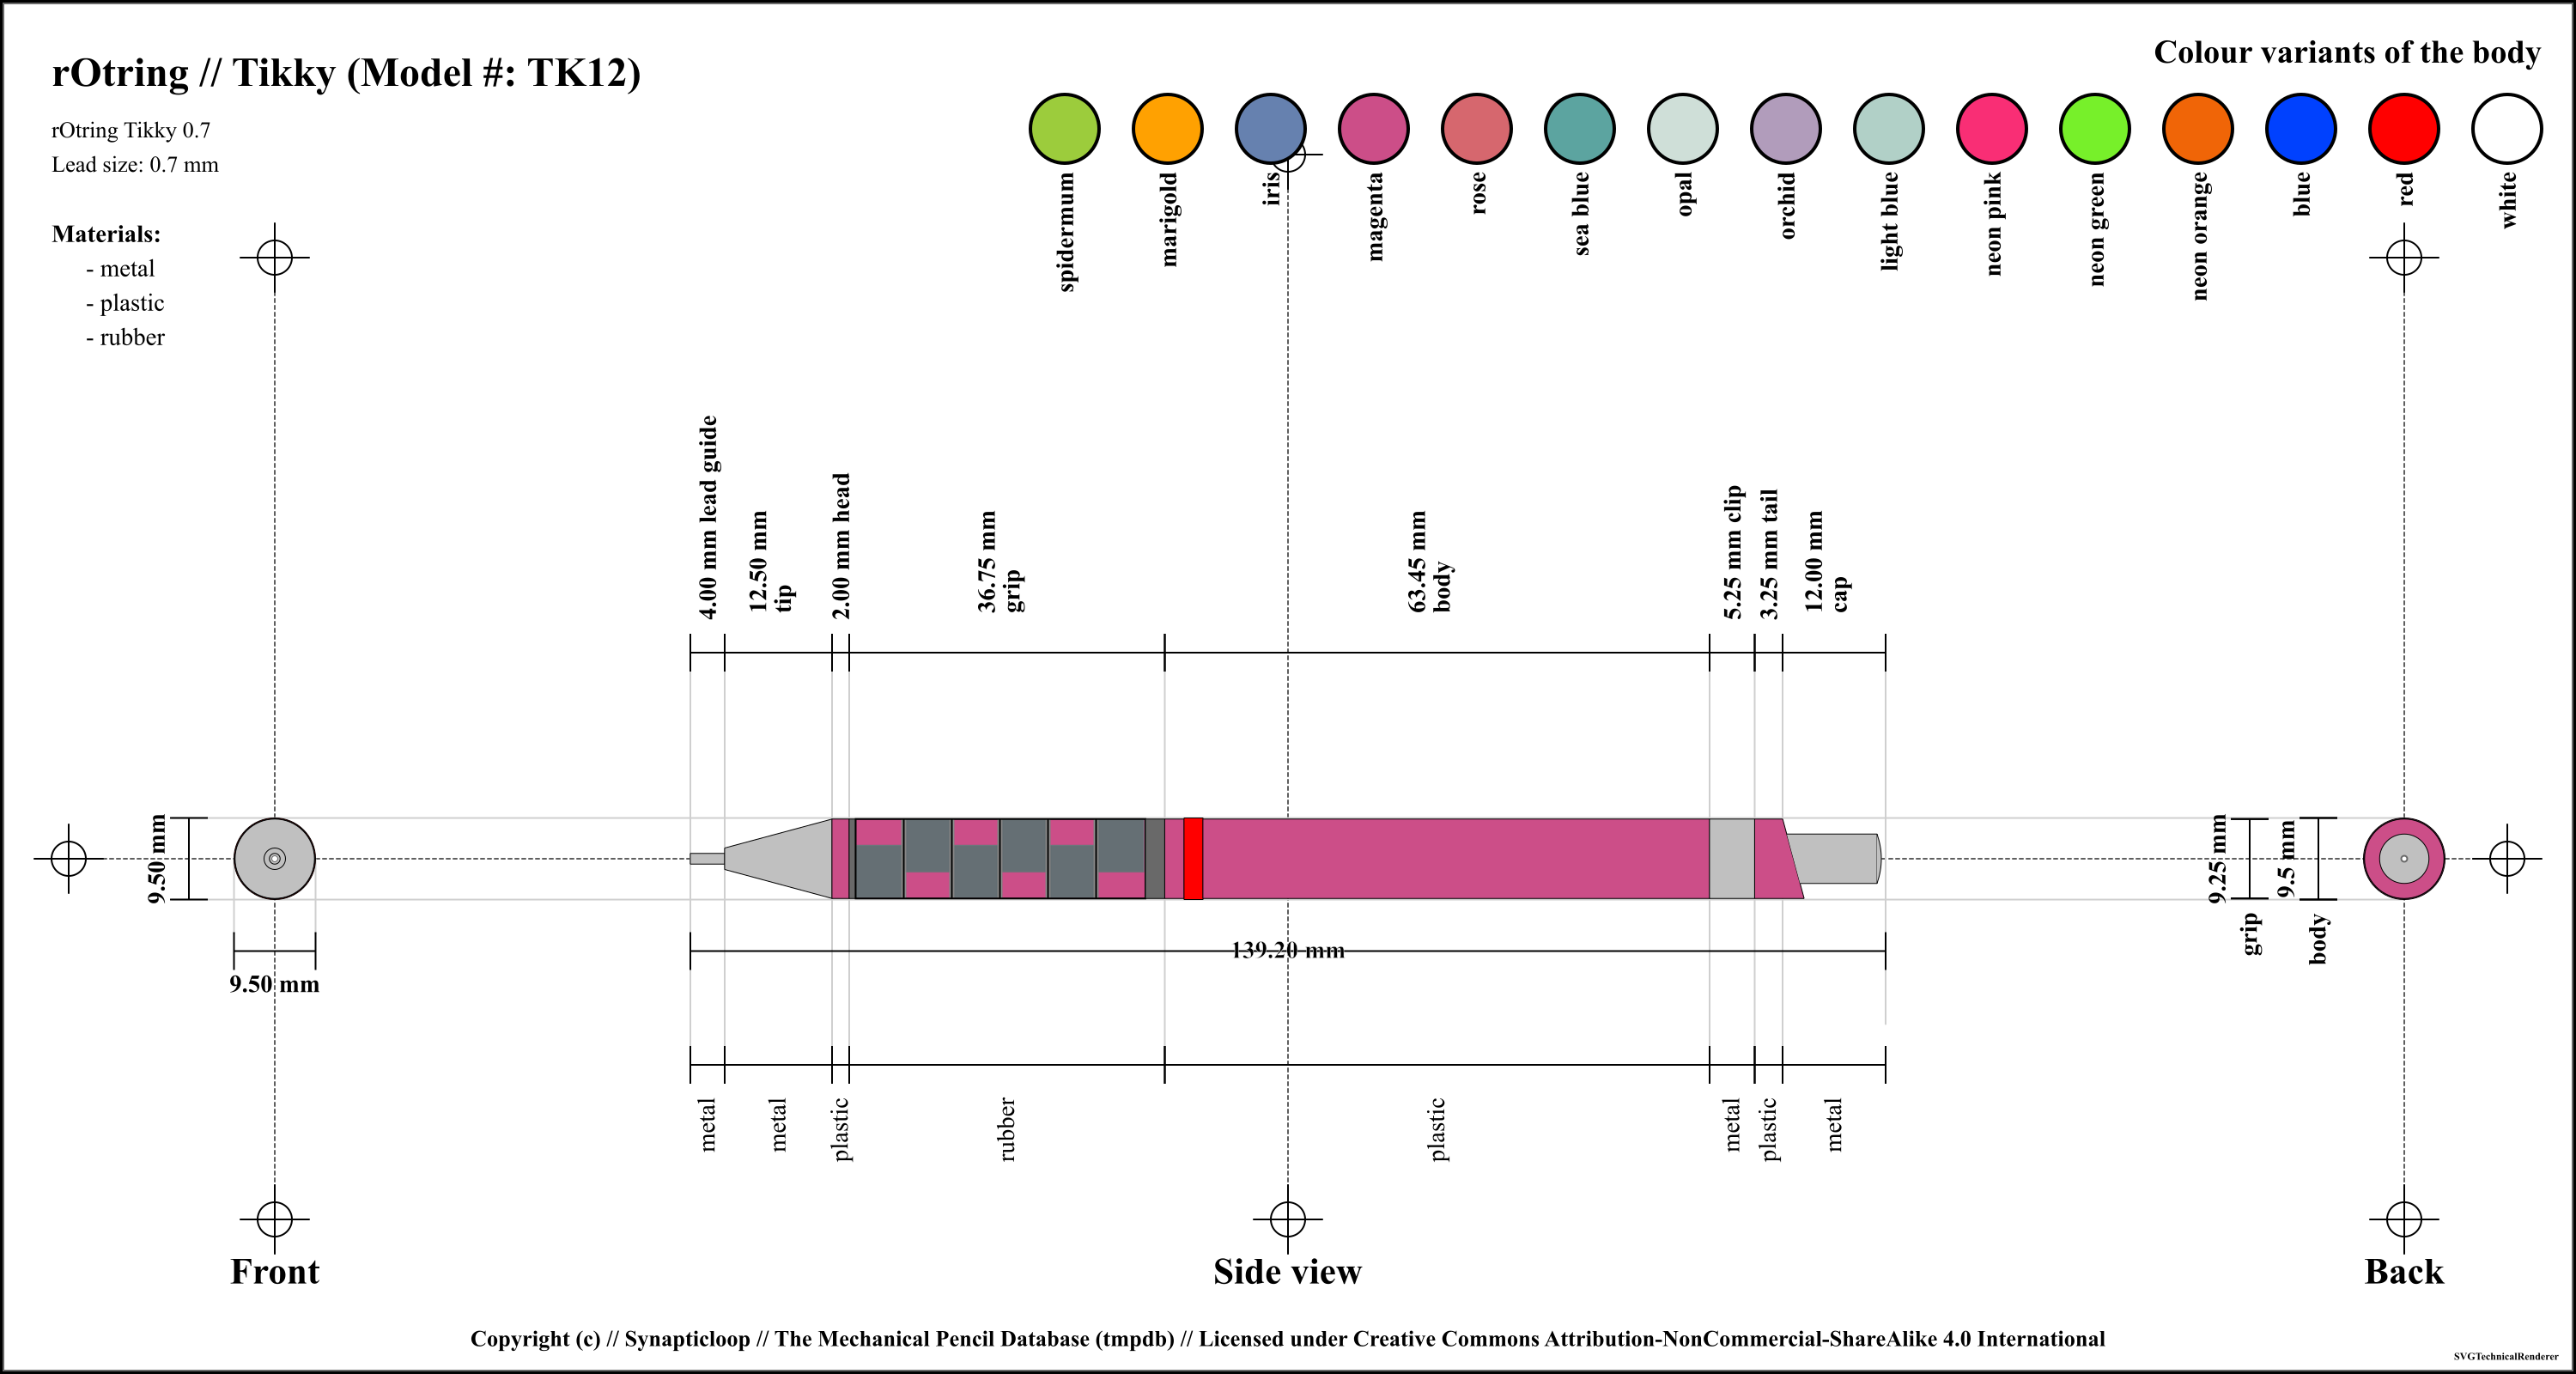 rOtring // Tikky (Model #: TK12)
rOtring Tikky 0.7
Lead size: 0.7 mm
Materials:
- metal
- plastic
- rubber
Colour variants of the body
spidermum
marigold
iris
magenta
rose
sea blue
opal
orchid
light blue
neon pink
neon green
neon orange
blue
red
white
4.00 mm lead guide
12.50 mm
tip
2.00 mm head
36.75 mm
grip
63.45 mm
body
5.25 mm clip
3.25 mm tail
12.00 mm
cap
9.50 mm
9.50 mm
139.20 mm
9.25 mm
grip
9.5 mm
body
metal
metal
plastic
rubber
plastic
metal
plastic
metal
Front
Side view
Back
Copyright (c) // Synapticloop // The Mechanical Pencil Database (tmpdb) // Licensed under Creative Commons Attribution-NonCommercial-ShareAlike 4.0 International
SVGTechnicalRenderer